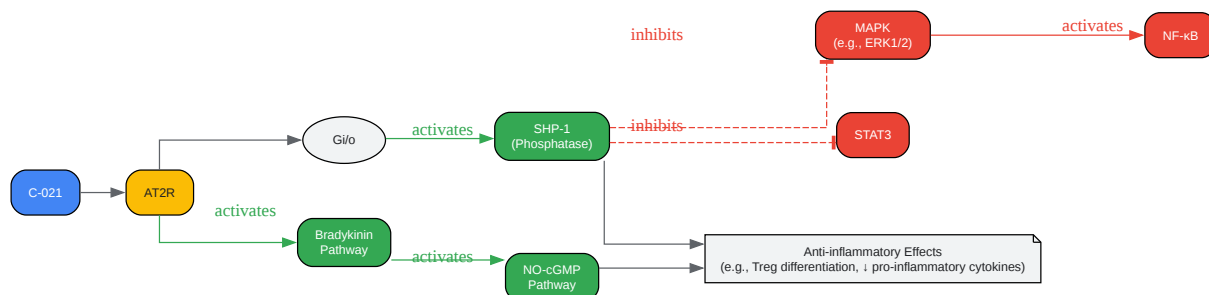 inhibits
MAPK
(e.g., ERK1/2)
activates
NF-κB
Gi/o
activates
SHP-1
(Phosphatase)
inhibits
STAT3
C-021
AT2R
activates
Bradykinin
Pathway
activates
NO-cGMP
Pathway
Anti-inflammatory Effects
(e.g., Treg differentiation, ↓ pro-inflammatory cytokines)